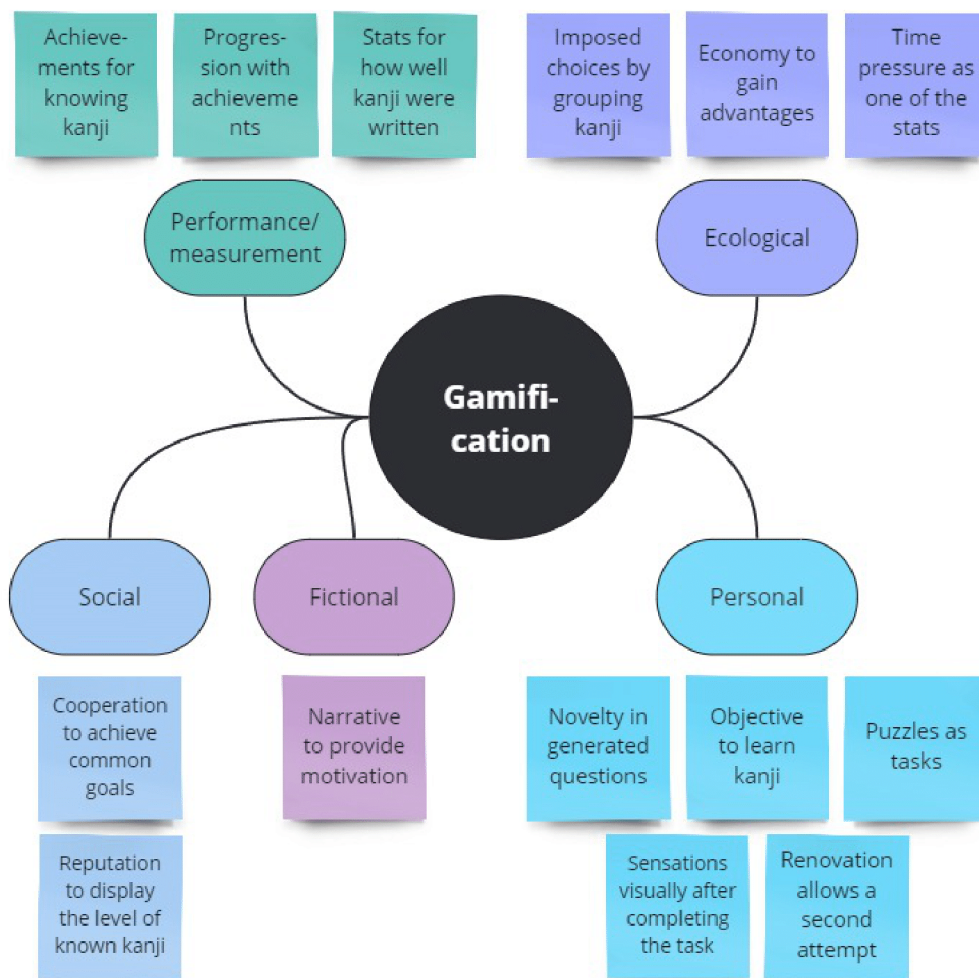 Achieve-
ments for
knowing
kanji
Progres-
sion with
achieveme
nts
Stats for
how well
kanji were
written
Imposed
choices by
grouping
kanji
Economy to
gain
advantages
Time
pressure as
one of the
stats
Performance/
measurement
Ecological
Gamifi-
cation
Social
Fictional
Personal
Cooperation
to achieve
common
goals
Narrative
to provide
motivation
Novelty in
generated
questions
Objective
to learn
kanji
Puzzles as
tasks
Reputation
to display
the level of
known kanji
Sensations
visually after
completing
the task
Renovation
allows a
second
attempt